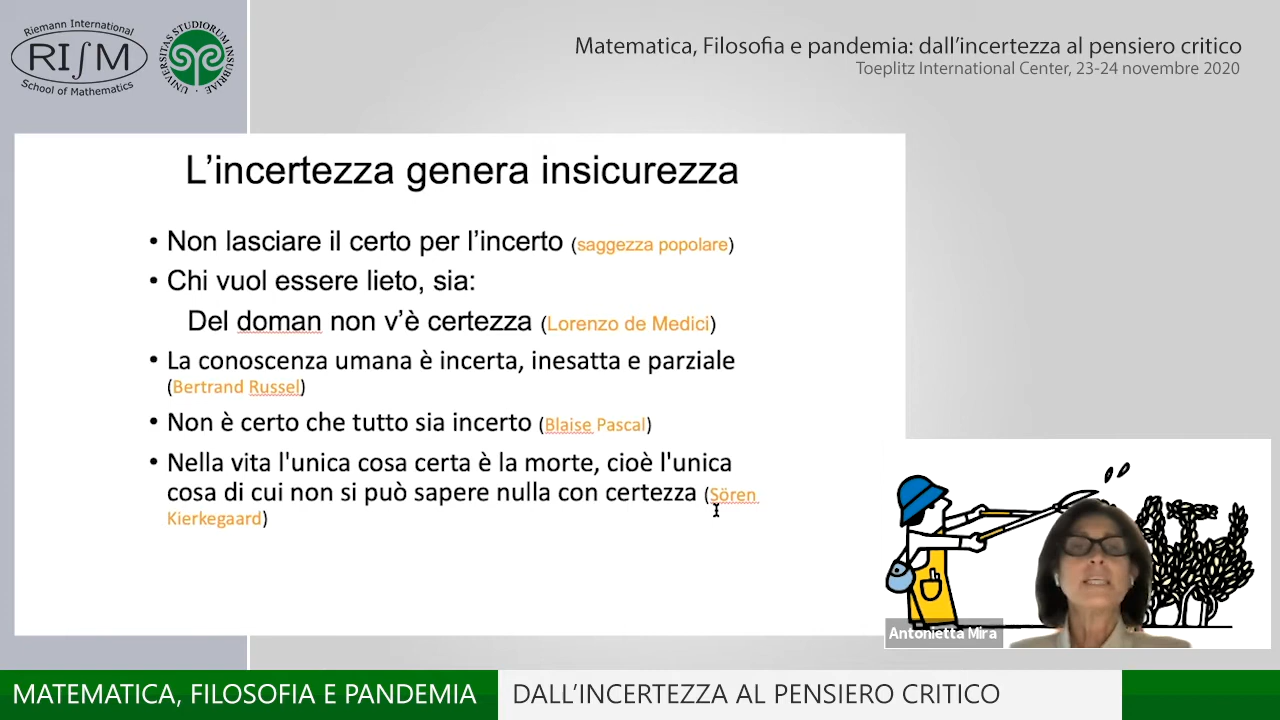 Riemann International
RI∫M
School of Mathematics
UNIVERSITAS STUDIORUM INSUBRIAE
Matematica, Filosofia e pandemia: dall'incertezza al pensiero critico
Toeplitz International Center, 23-24 novembre 2020
L'incertezza genera insicurezza
• Non lasciare il certo per l'incerto (saggezza popolare)
• Chi vuol essere lieto, sia:
Del doman non v'è certezza (Lorenzo de Medici)
• La conoscenza umana è incerta, inesatta e parziale
(Bertrand Russel)
• Non è certo che tutto sia incerto (Blaise Pascal)
• Nella vita l'unica cosa certa è la morte, cioè l'unica
cosa di cui non si può sapere nulla con certezza (Sören
Kierkegaard)
Antonietta Mira
MATEMATICA, FILOSOFIA E PANDEMIA
DALL'INCERTEZZA AL PENSIERO CRITICO